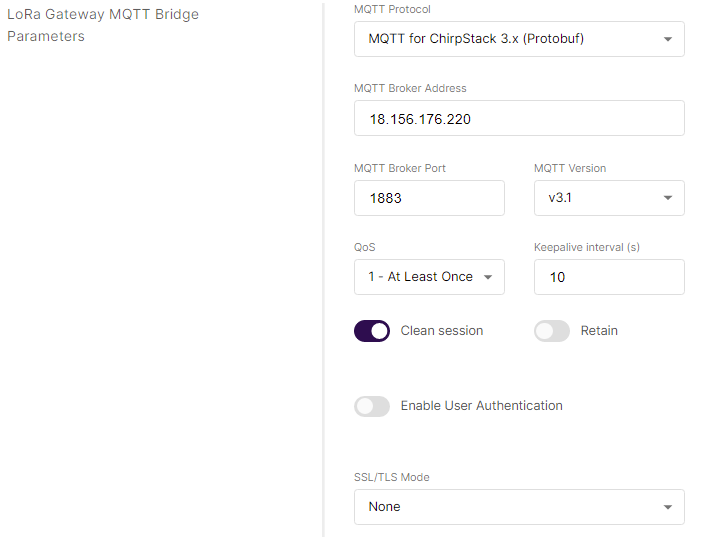 LoRa Gateway MQTT Bridge
Parameters
MQTT Protocol
MQTT for ChirpStack 3.x (Protobuf)
MQTT Broker Address
18.156.176.220
MQTT Broker Port
MQTT Version
1883
v3.1
QoS
Keepalive interval (s)
1 - At Least Once
10
Clean session
Retain
Enable User Authentication
SSL/TLS Mode
None